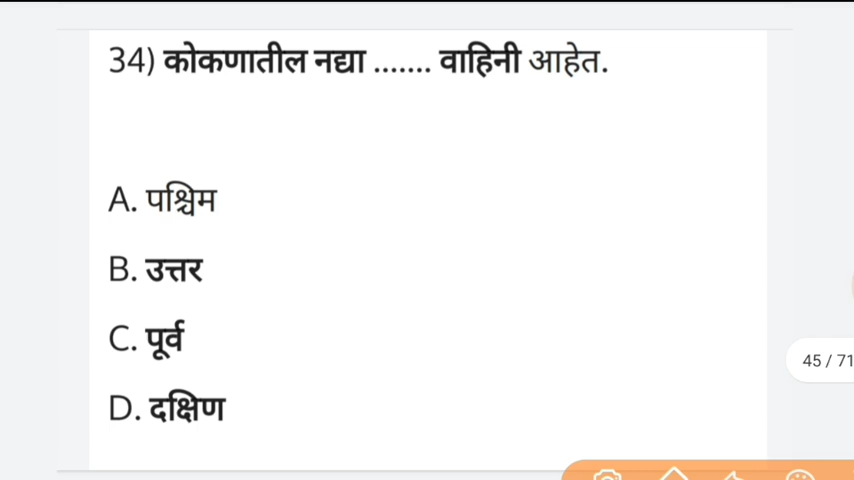 34) कोकणातील नद्या ....... वाहिनी आहेत.
A. पश्चिम
B. उत्तर
C. पूर्व
D. दक्षिण
45 / 71